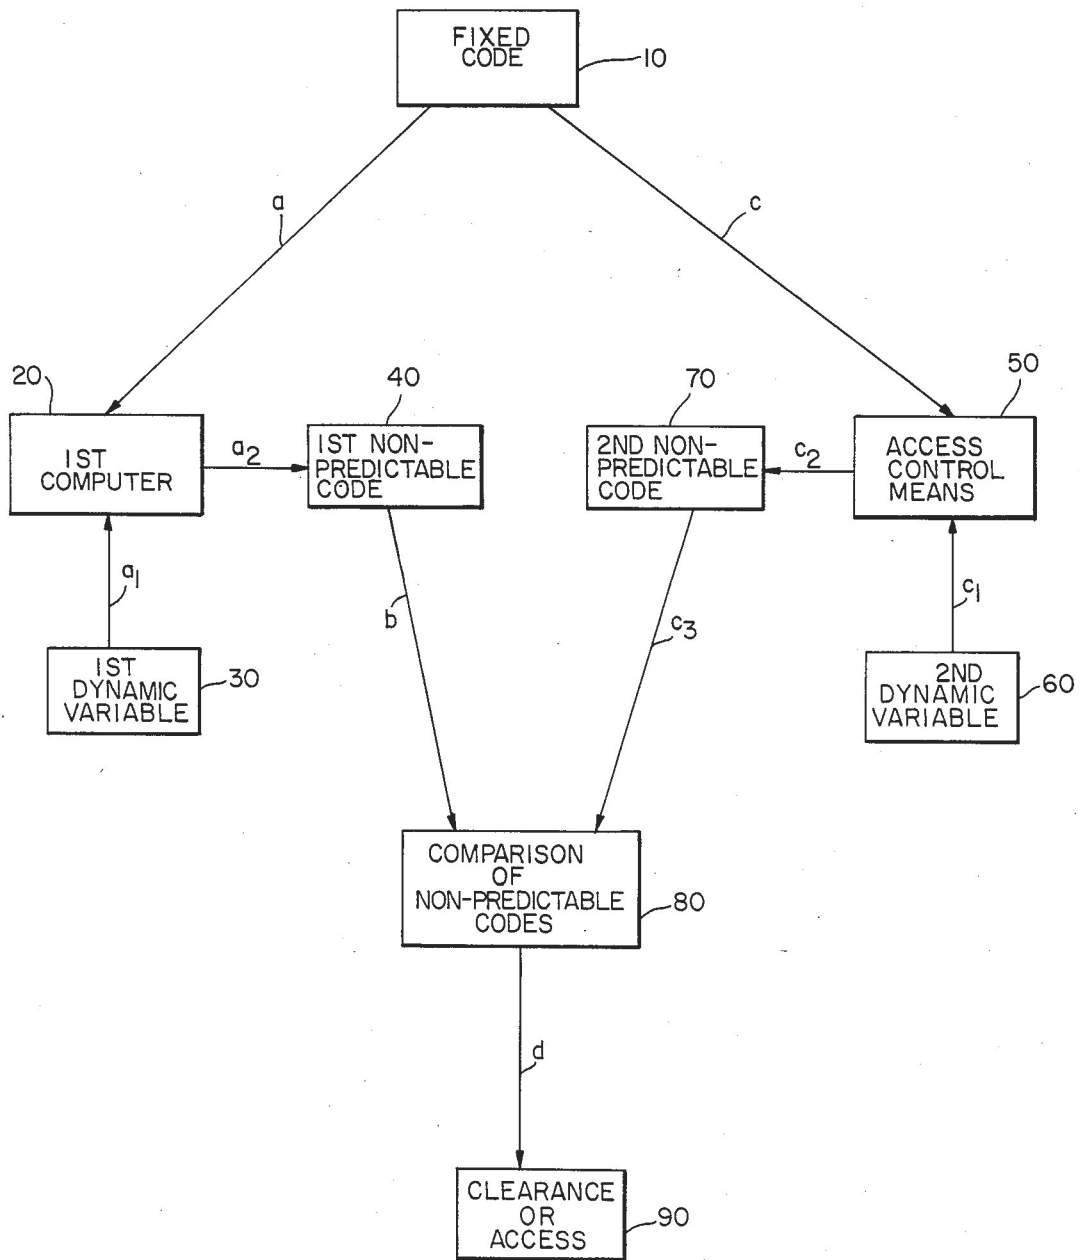 FIXED
CODE
10
a
c
20
40
70
50
1ST
COMPUTER
a2
1ST NON-
PREDICTABLE
CODE
2ND NON-
PREDICTABLE
CODE
c2
ACCESS
CONTROL
MEANS
a1
b
c3
c1
1ST
DYNAMIC
VARIABLE
30
2ND
DYNAMIC
VARIABLE
60
COMPARISON
OF
NON-PREDICTABLE
CODES
80
d
CLEARANCE
OR
ACCESS
90